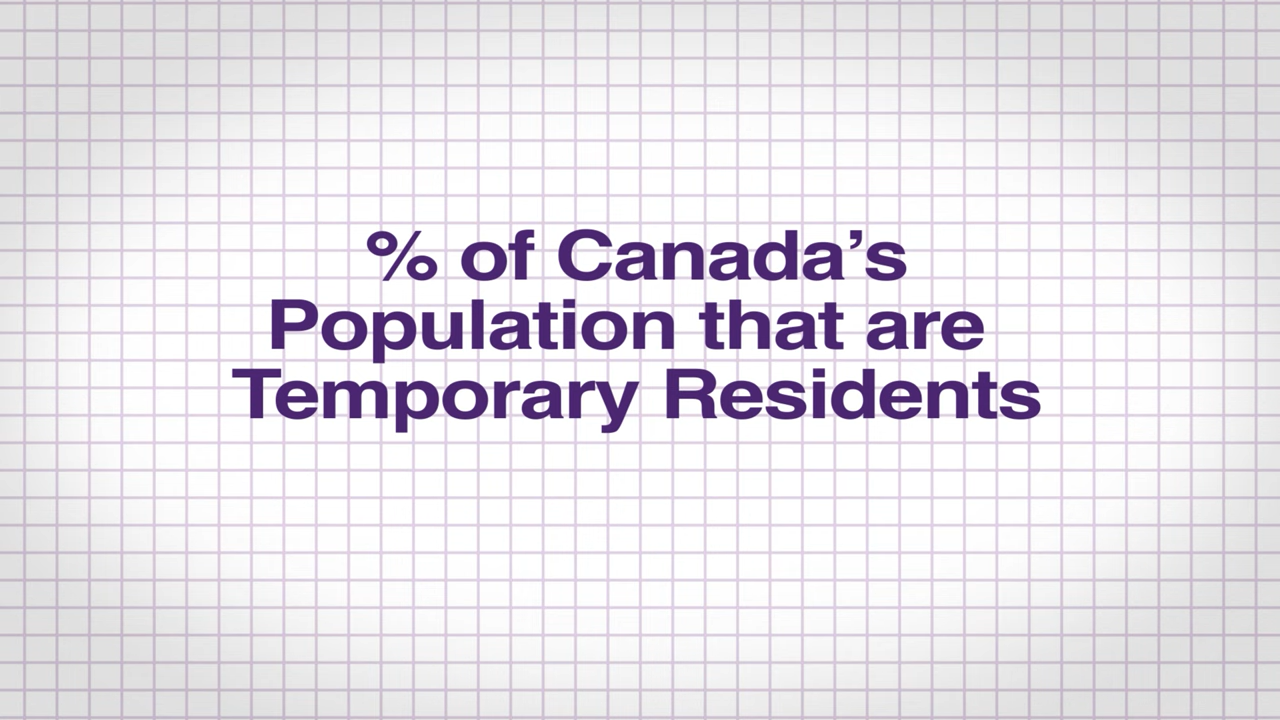 % of Canada’s
Population that are
Temporary Residents